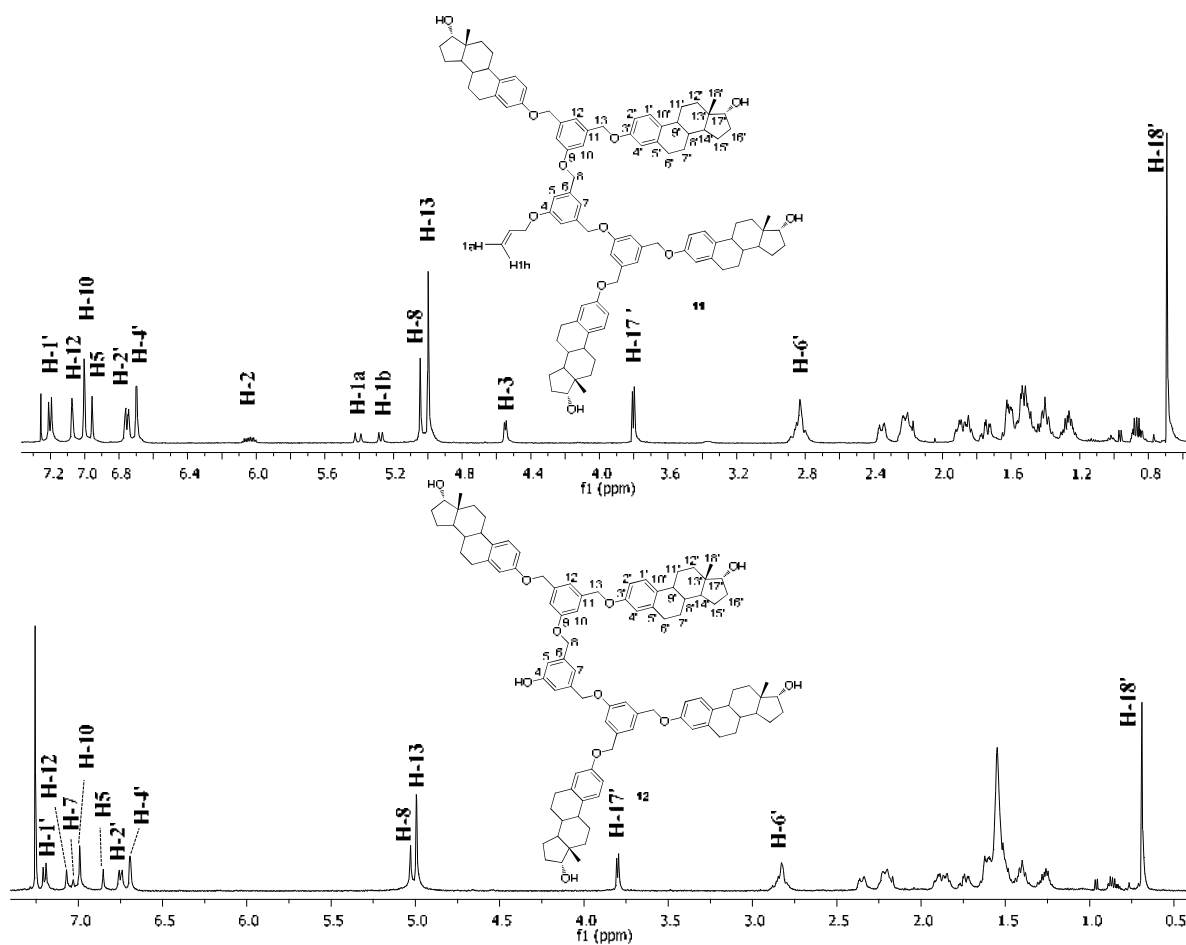 HO
12' 18'
11' OH
1' 13' 17'
2' 10' 16'
12 13 9' 14'
3' 8' 15'
O O 4' 5' 7'
11 6'
9 10
O
8
6
5
4 7
O O OH
1aH O
H1b
O 11
OH
H-1'
H-12
H-10
H5
H-2'
H-4'
H-2
H-1a
H-1b
H-8
H-13
H-3
H-17'
H-6'
H-18'
7.2 7.0 6.8 6.4 6.0 5.6 5.2 4.8 4.4 4.0 3.6 3.2 2.8 2.4 2.0 1.6 1.2 0.8
f1 (ppm)
HO
12' 18'
11' OH
1' 13' 17'
2' 10' 16'
12 13 9' 14'
3' 8' 15'
O O 4' 5' 7'
11 6'
9 10
O
8
6
5
4 7
HO O OH
O
O 12
OH
H-1'
H-12
H-7
H-10
H5
H-2'
H-4'
H-8
H-13
H-17'
H-6'
H-18'
7.0 6.5 6.0 5.5 5.0 4.5 4.0 3.5 3.0 2.5 2.0 1.5 1.0 0.5
f1 (ppm)